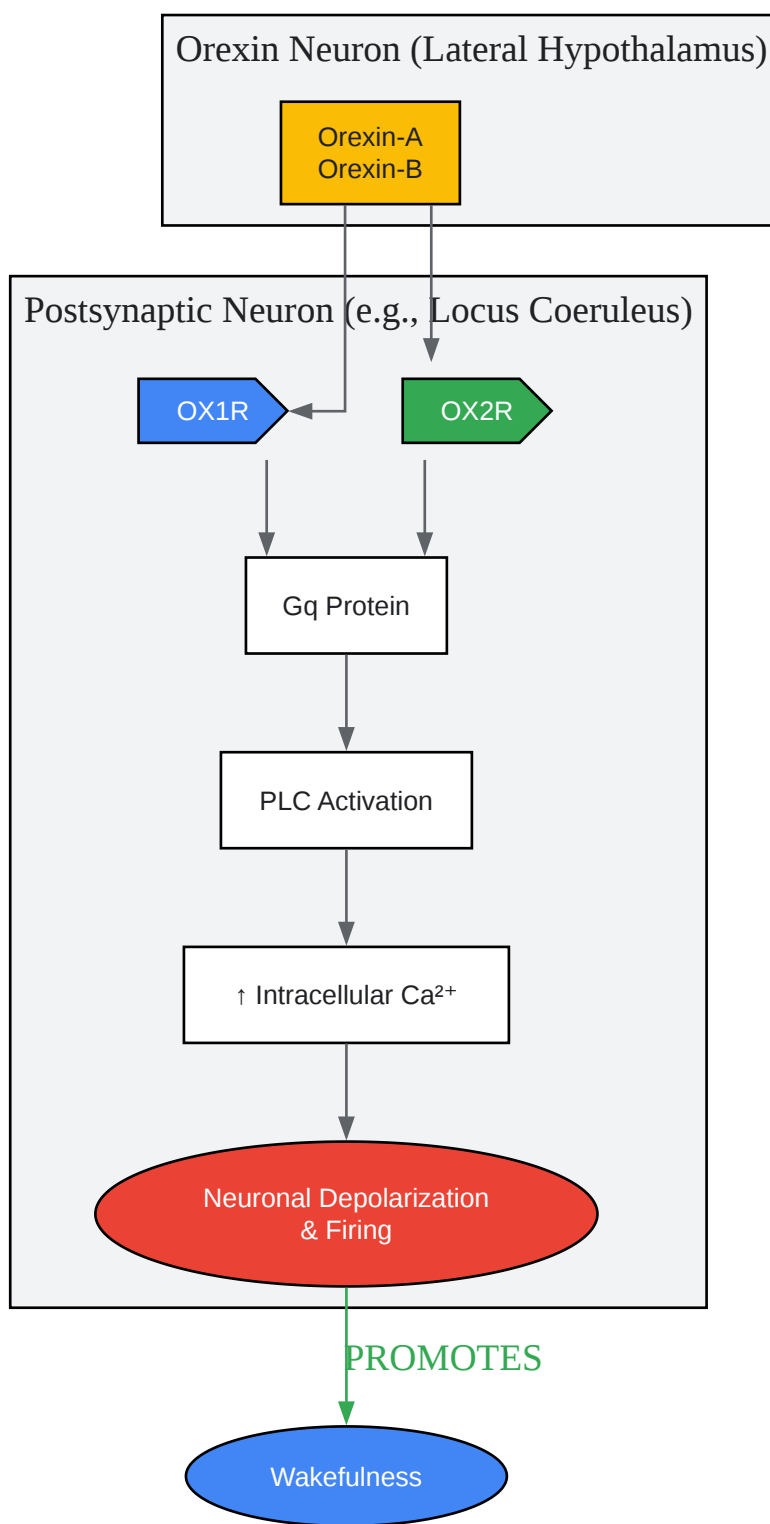 Orexin Neuron (Lateral Hypothalamus)
Orexin-A
Orexin-B
Postsynaptic Neuron (e.g., Locus Coeruleus)
OX1R
OX2R
Gq Protein
PLC Activation
↑ Intracellular Ca²⁺
Neuronal Depolarization
& Firing
PROMOTES
Wakefulness